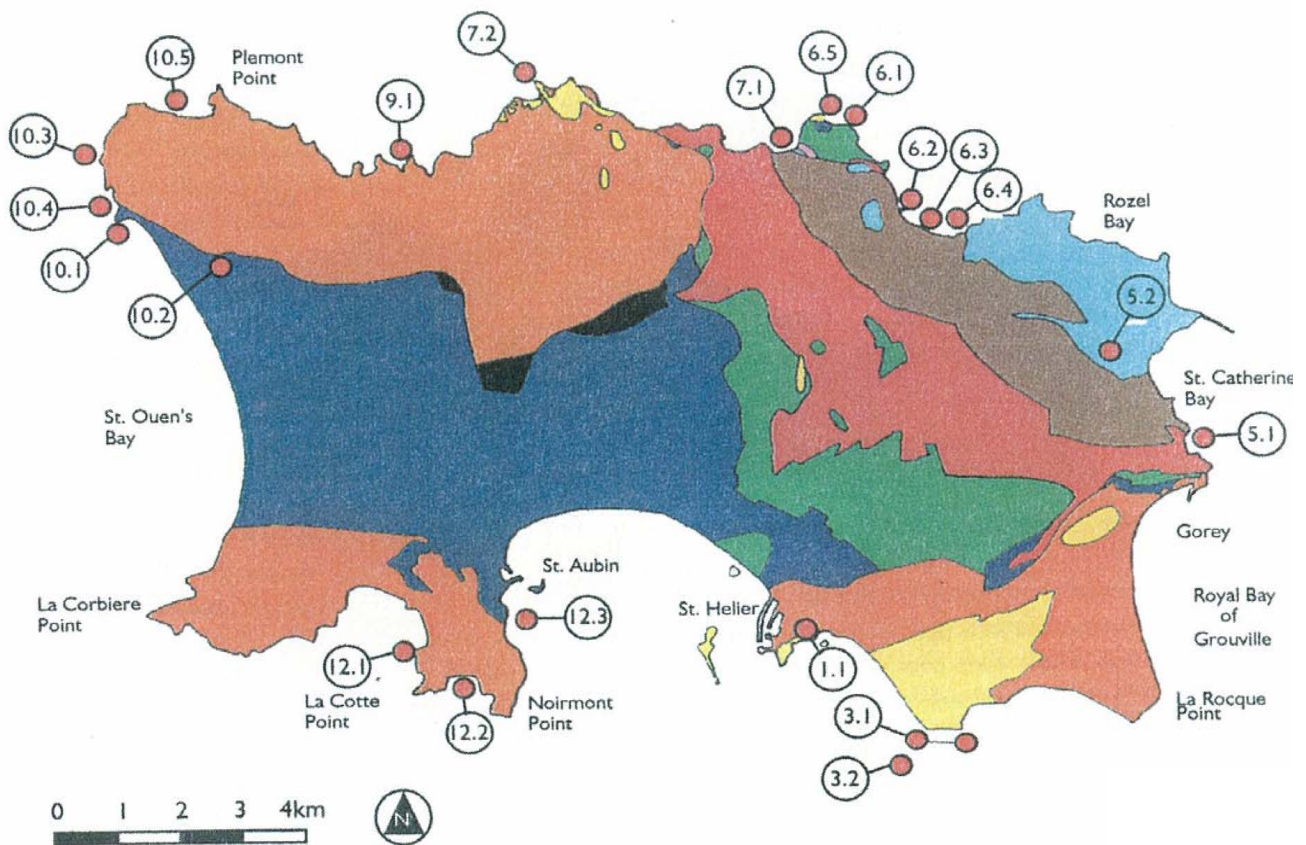 7.2
6.5
10.5
Plemont
Point
6.1
9.1
7.1
10.3
6.2
6.3
6.4
10.4
Rozel
Bay
10.1
10.2
5.2
St. Catherine
Bay
St. Ouen's
Bay
5.1
Gorey
St. Aubin
La Corbiere
Point
St. Helier
Royal Bay
of
Grouville
12.3
12.1
1.1
La Cotte
Point
Noirmont
Point
La Rocque
Point
12.2
3.1
3.2
0 1 2 3 4km
N